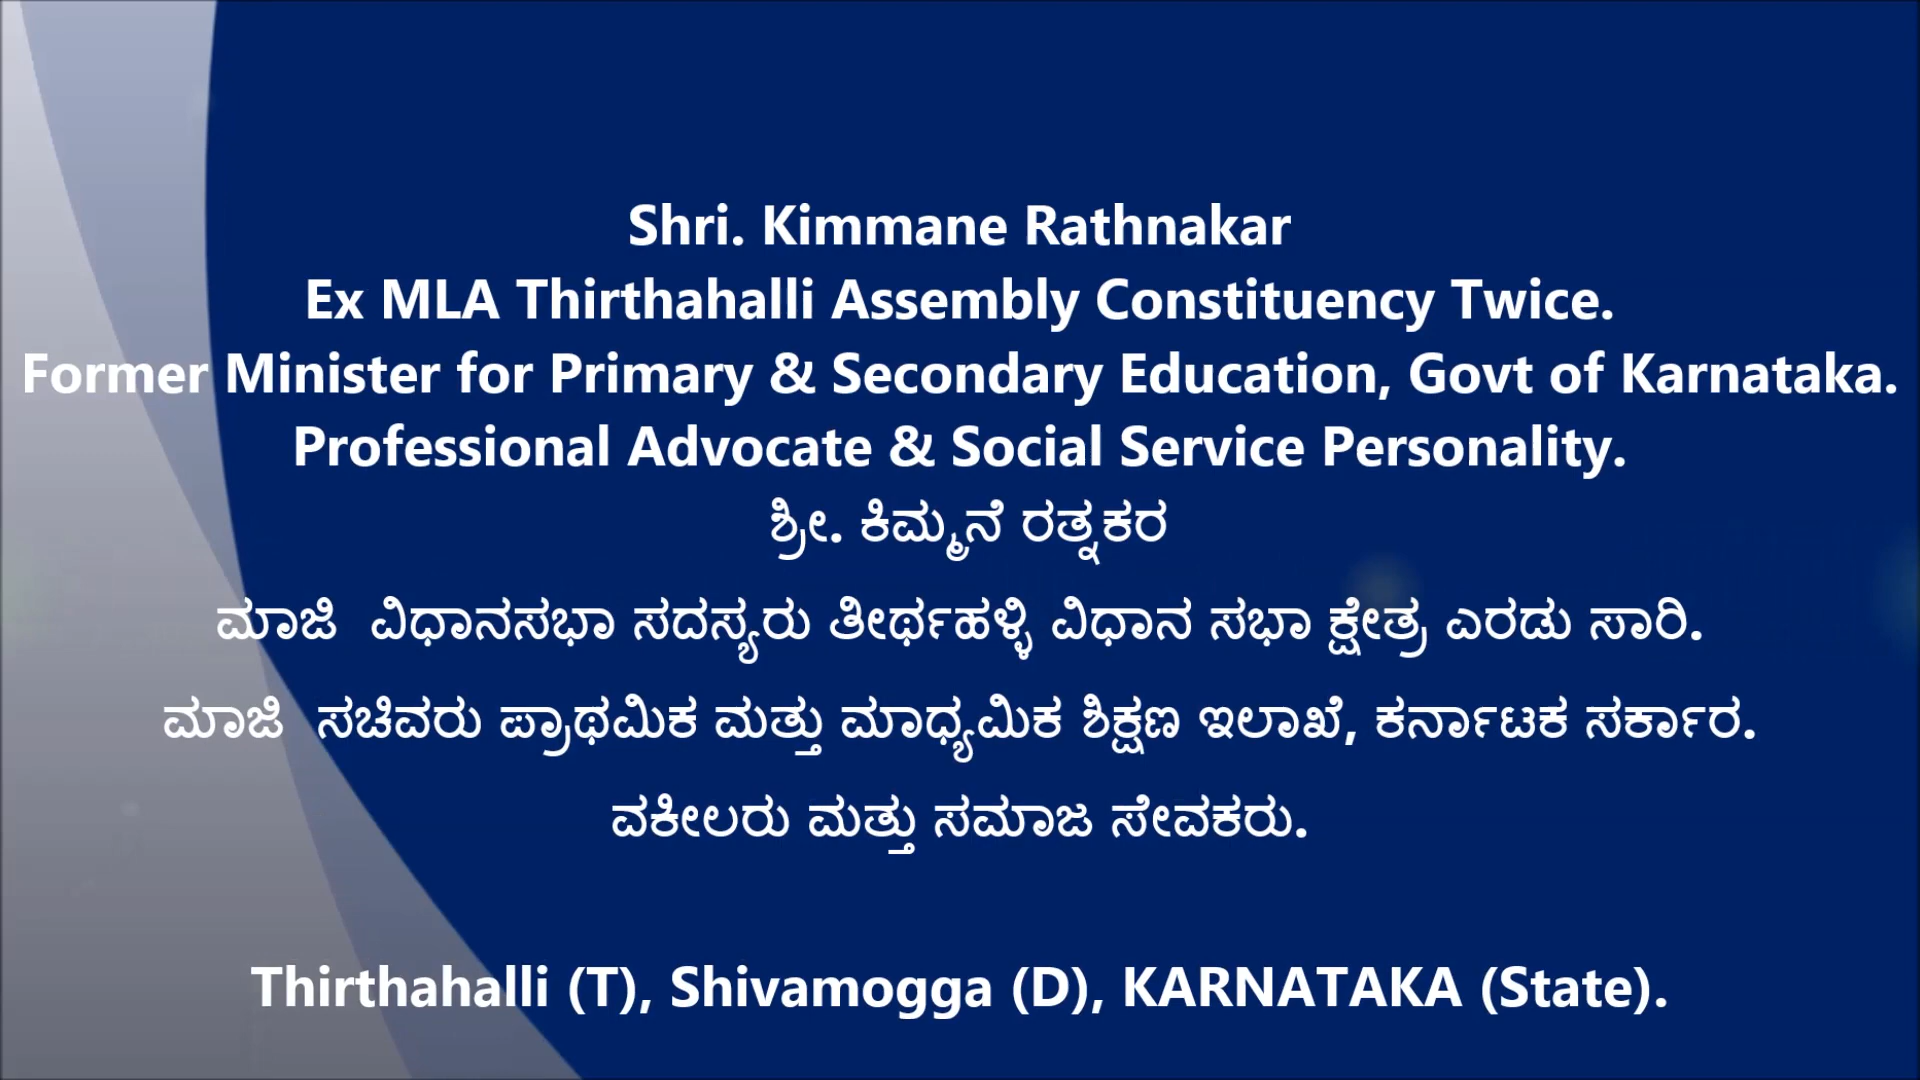 Shri. Kimmane Rathnakar
Ex MLA Thirthahalli Assembly Constituency Twice.
Former Minister for Primary & Secondary Education, Govt of Karnataka.
Professional Advocate & Social Service Personality.
ಶ್ರೀ. ಕಿಮ್ಮನೆ ರತ್ನಕರ
ಮಾಜಿ ವಿಧಾನಸಭಾ ಸದಸ್ಯರು ತೀರ್ಥಹಳ್ಳಿ ವಿಧಾನ ಸಭಾ ಕ್ಷೇತ್ರ ಎರಡು ಸಾರಿ.
ಮಾಜಿ ಸಚಿವರು ಪ್ರಾಥಮಿಕ ಮತ್ತು ಮಾಧ್ಯಮಿಕ ಶಿಕ್ಷಣ ಇಲಾಖೆ, ಕರ್ನಾಟಕ ಸರ್ಕಾರ.
ವಕೀಲರು ಮತ್ತು ಸಮಾಜ ಸೇವಕರು.
Thirthahalli (T), Shivamogga (D), KARNATAKA (State).